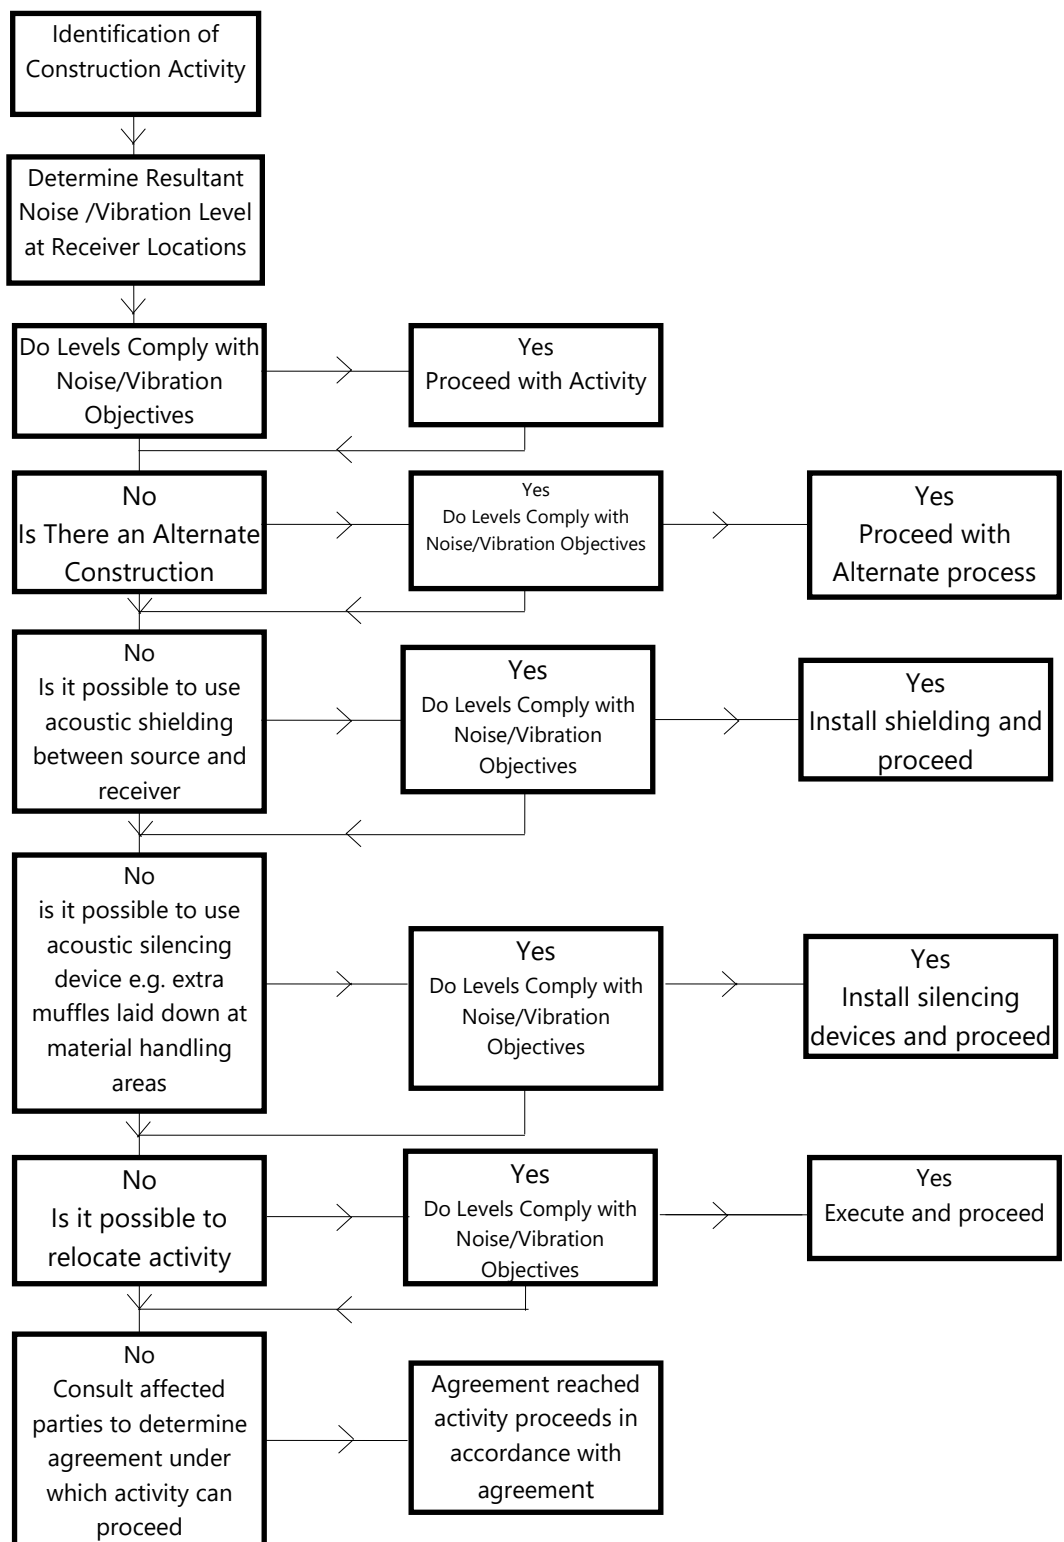 Identification of
Construction Activity
Determine Resultant
Noise /Vibration Level
at Receiver Locations
Do Levels Comply with
Noise/Vibration
Objectives
Yes
Proceed with Activity
No
Is There an Alternate
Construction
Yes
Do Levels Comply with
Noise/Vibration Objectives
Yes
Proceed with
Alternate process
No
Is it possible to use
acoustic shielding
between source and
receiver
Yes
Do Levels Comply with
Noise/Vibration
Objectives
Yes
Install shielding and
proceed
No
is it possible to use
acoustic silencing
device e.g. extra
muffles laid down at
material handling
areas
Yes
Do Levels Comply with
Noise/Vibration
Objectives
Yes
Install silencing
devices and proceed
No
Is it possible to
relocate activity
Yes
Do Levels Comply with
Noise/Vibration
Objectives
Yes
Execute and proceed
No
Consult affected
parties to determine
agreement under
which activity can
proceed
Agreement reached
activity proceeds in
accordance with
agreement